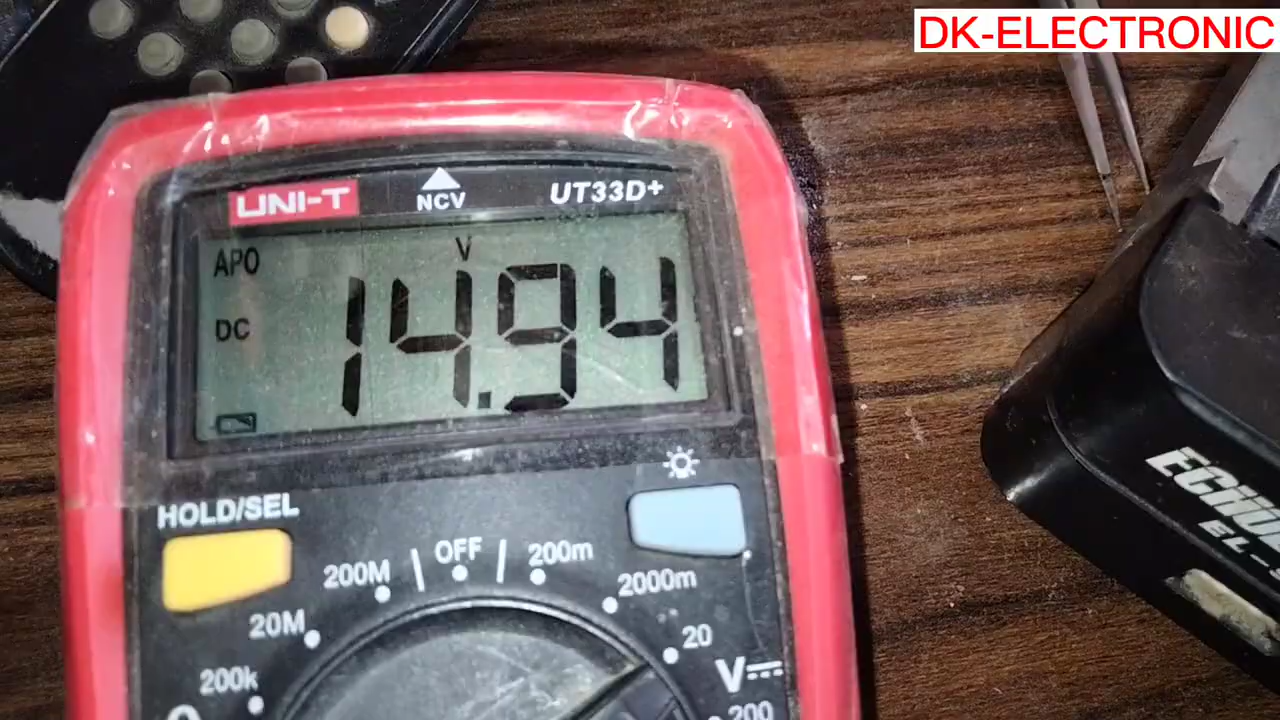 DK-ELECTRONIC
UNI-T
NCV
UT33D+
APO
V
DC
14.94
HOLD/SEL
OFF
200m
200M
2000m
20M
20
200k
V
200
Ω